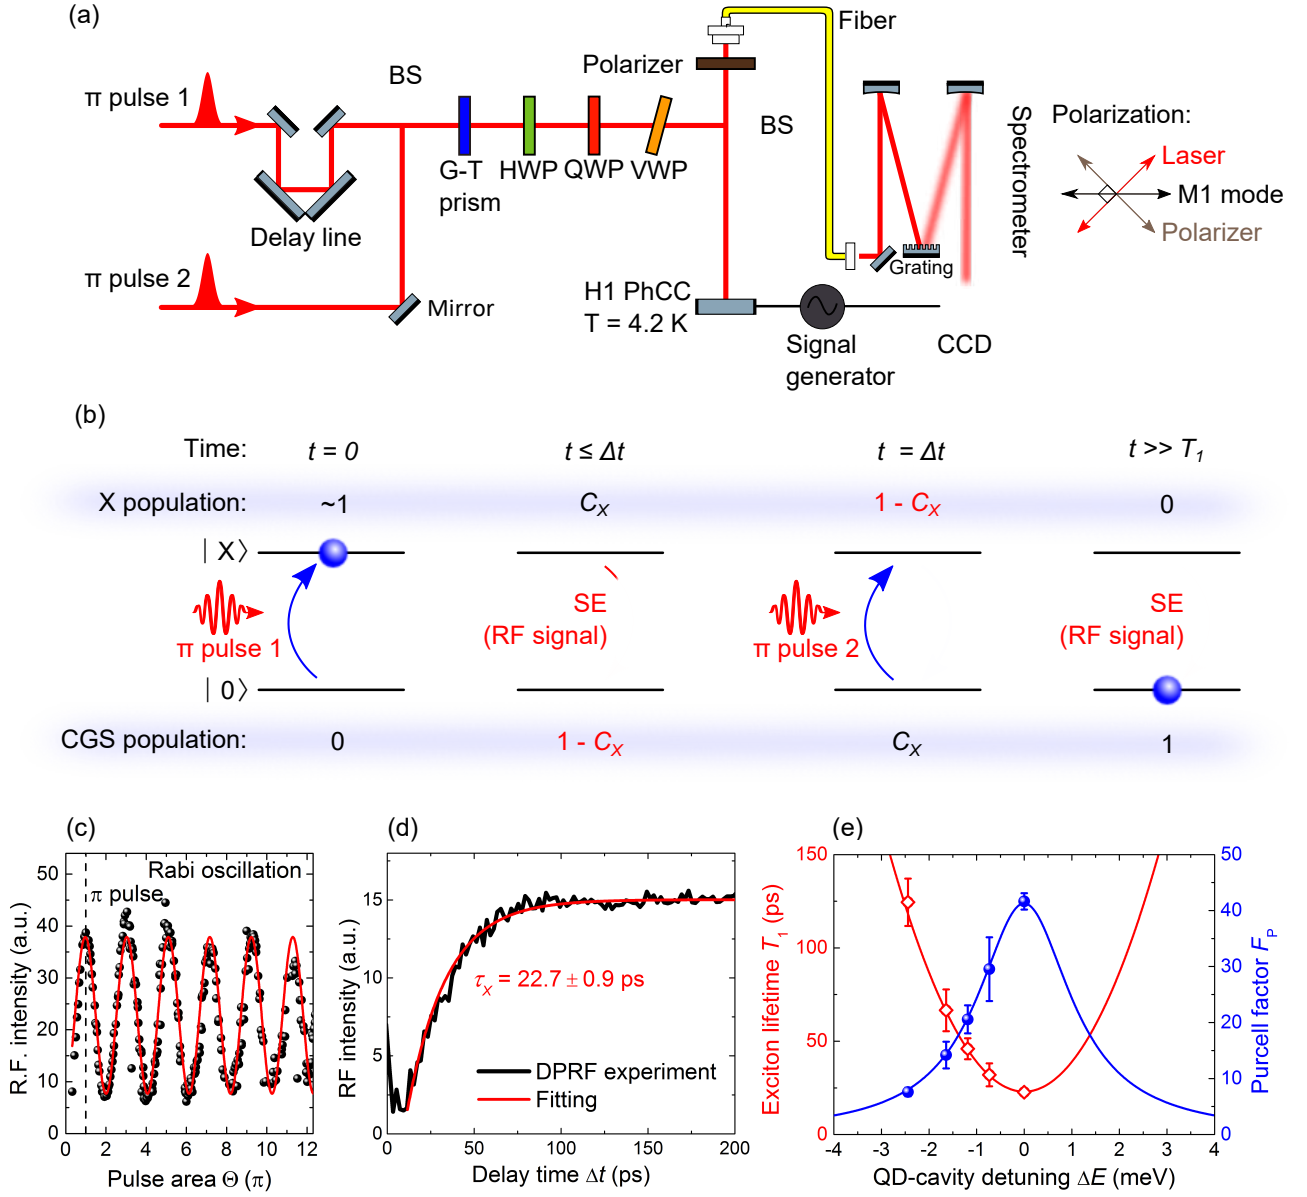 (a)
π pulse 1
BS
Polarizer
Fiber
BS
G-T
prism
HWP
QWP
VWP
Delay line
π pulse 2
Mirror
H1 PhCC
T = 4.2 K
Signal
generator
CCD
Grating
Spectrometer
Polarization:
Laser
M1 mode
Polarizer
(b)
Time:
t = 0
t ≤ Δt
t = Δt
t >> T₁
X population:
~1
C_X
1 - C_X
0
| X ⟩
π pulse 1
SE
(RF signal)
π pulse 2
SE
(RF signal)
| 0 ⟩
CGS population:
0
1 - C_X
C_X
1
(c)
Rabi oscillation
π pulse
R.F. intensity (a.u.)
50
40
30
20
10
0
0 2 4 6 8 10 12
Pulse area Θ (π)
(d)
RF intensity (a.u.)
15
10
5
0
τ_X = 22.7 ± 0.9 ps
DPRF experiment
Fitting
0 50 100 150 200
Delay time Δt (ps)
(e)
Exciton lifetime T₁ (ps)
150
100
50
0
50
40
30
20
10
0
Purcell factor F_P
-4 -3 -2 -1 0 1 2 3 4
QD-cavity detuning ΔE (meV)